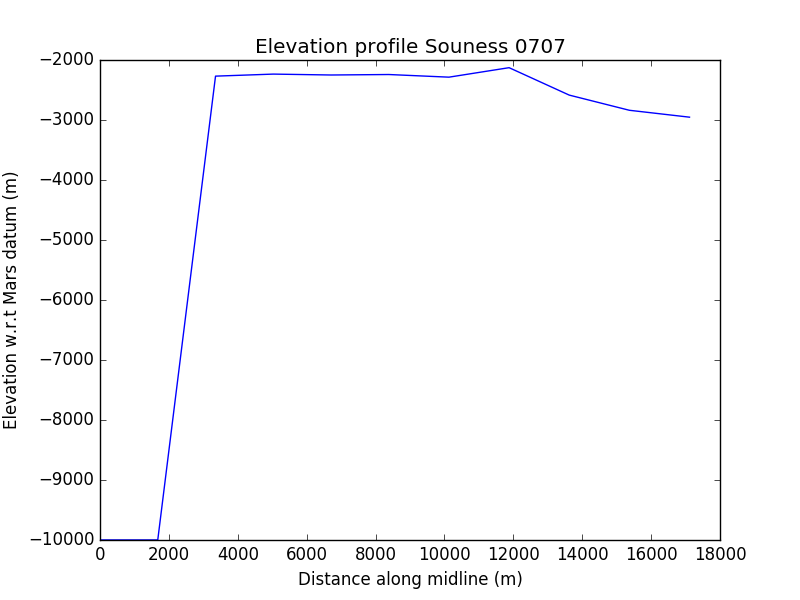 Elevation profile Souness 0707
Elevation w.r.t Mars datum (m)
−2000
−3000
−4000
−5000
−6000
−7000
−8000
−9000
−10000
0 2000 4000 6000 8000 10000 12000 14000 16000 18000
Distance along midline (m)